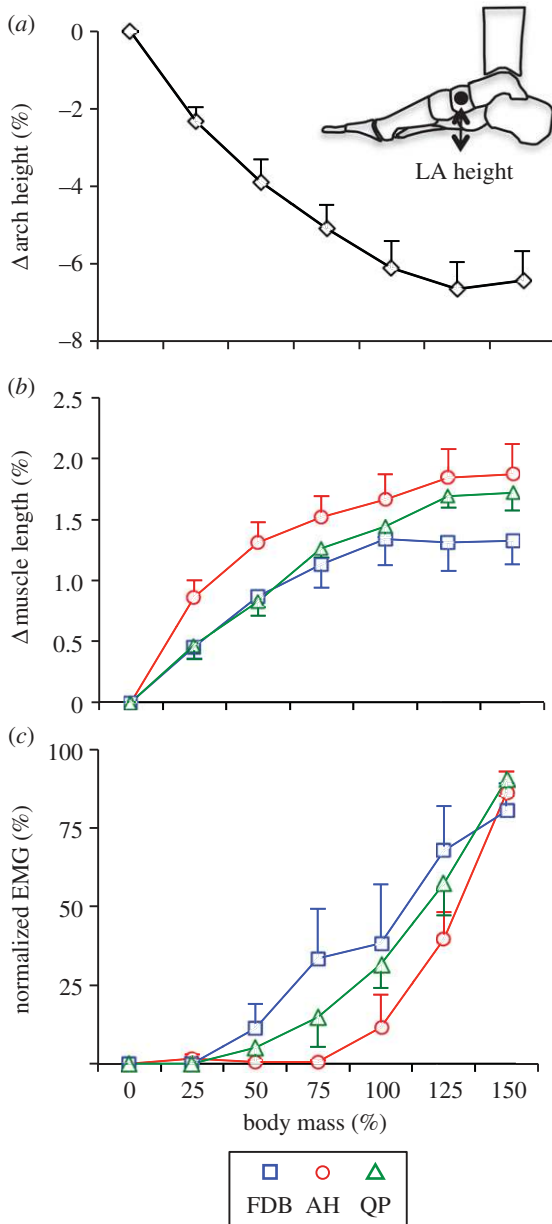 (a)
0
–2
–4
–6
–8
Δ arch height (%)
LA height
(b)
2.5
2.0
1.5
1.0
0.5
0
Δ muscle length (%)
(c)
100
75
50
25
normalized EMG (%)
0 25 50 75 100 125 150
body mass (%)
FDB AH QP